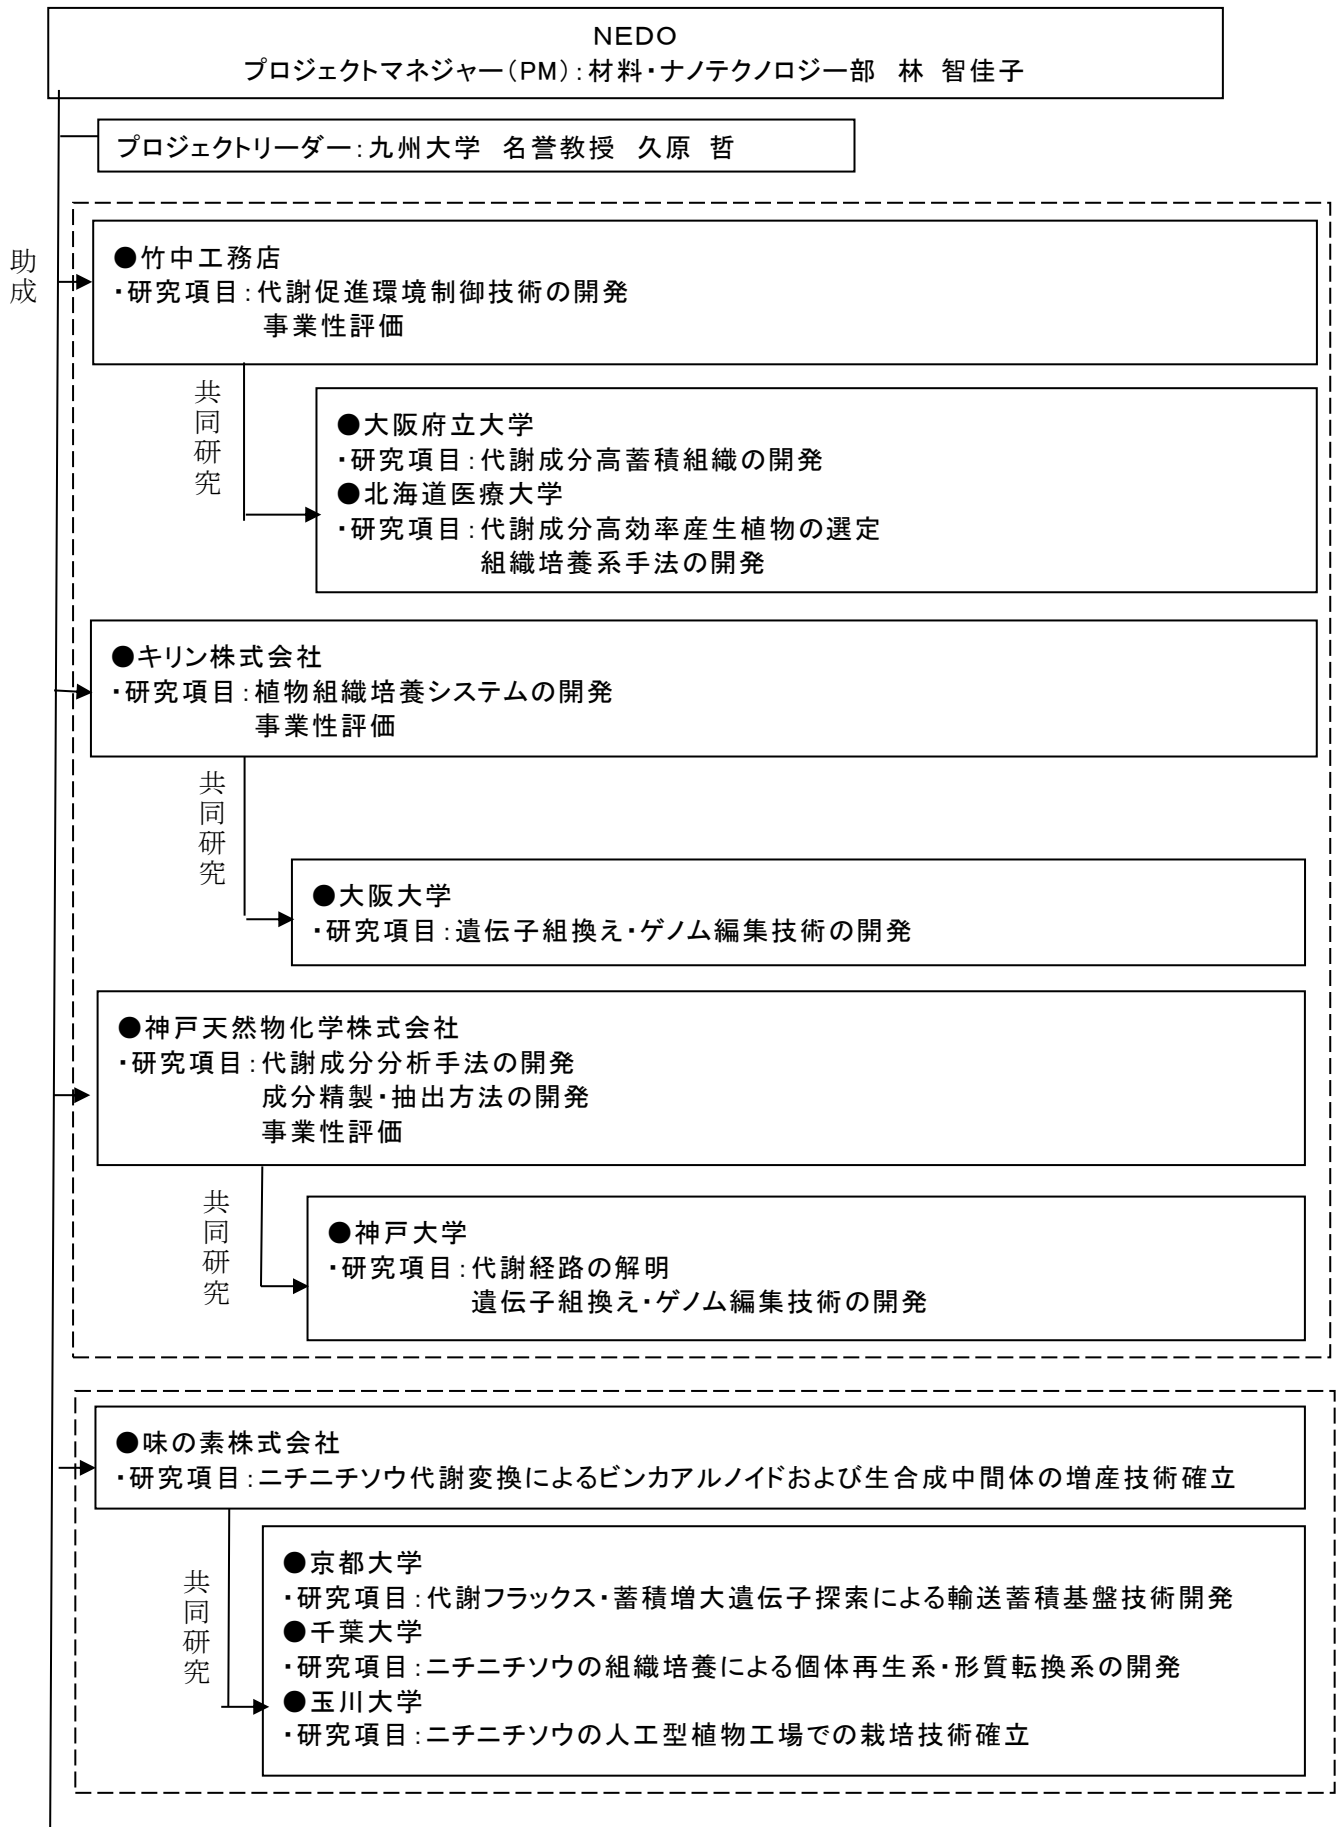 NEDO
プロジェクトマネジャー(PM):材料・ナノテクノロジー部　林　智佳子
プロジェクトリーダー:九州大学　名誉教授　久原　哲
助成
●竹中工務店
・研究項目:代謝促進環境制御技術の開発
事業性評価
共同研究
●大阪府立大学
・研究項目:代謝成分高蓄積組織の開発
●北海道医療大学
・研究項目:代謝成分高効率産生植物の選定
組織培養系手法の開発
●キリン株式会社
・研究項目:植物組織培養システムの開発
事業性評価
共同研究
●大阪大学
・研究項目:遺伝子組換え・ゲノム編集技術の開発
●神戸天然物化学株式会社
・研究項目:代謝成分分析手法の開発
成分精製・抽出方法の開発
事業性評価
共同研究
●神戸大学
・研究項目:代謝経路の解明
遺伝子組換え・ゲノム編集技術の開発
●味の素株式会社
・研究項目:ニチニチソウ代謝変換によるビンカアルノイドおよび生合成中間体の増産技術確立
共同研究
●京都大学
・研究項目:代謝フラックス・蓄積増大遺伝子探索による輸送蓄積基盤技術開発
●千葉大学
・研究項目:ニチニチソウの組織培養による個体再生系・形質転換系の開発
●玉川大学
・研究項目:ニチニチソウの人工型植物工場での栽培技術確立